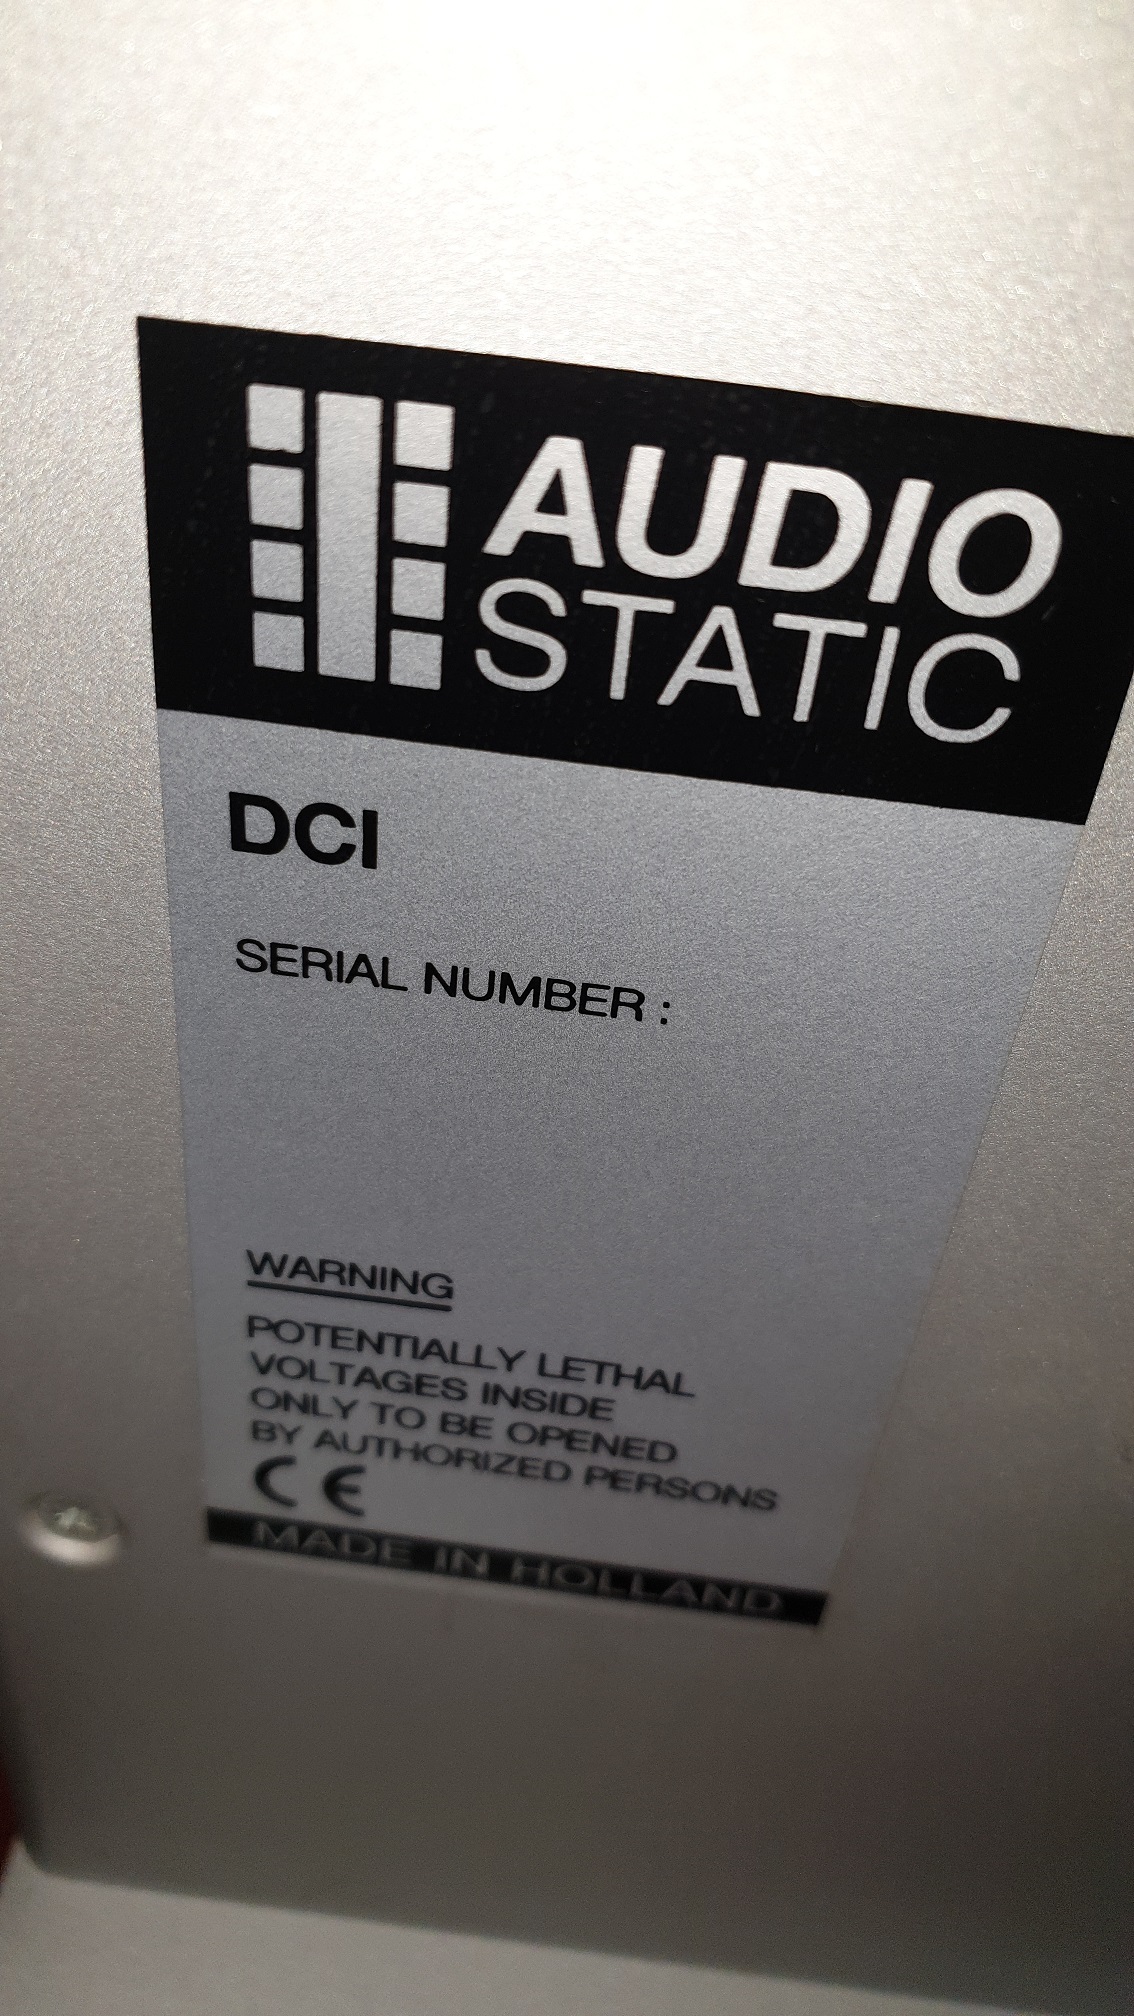 AUDIO
STATIC
DCI
SERIAL NUMBER :
WARNING
POTENTIALLY LETHAL
VOLTAGES INSIDE
ONLY TO BE OPENED
BY AUTHORIZED PERSONS
CE
MADE IN HOLLAND